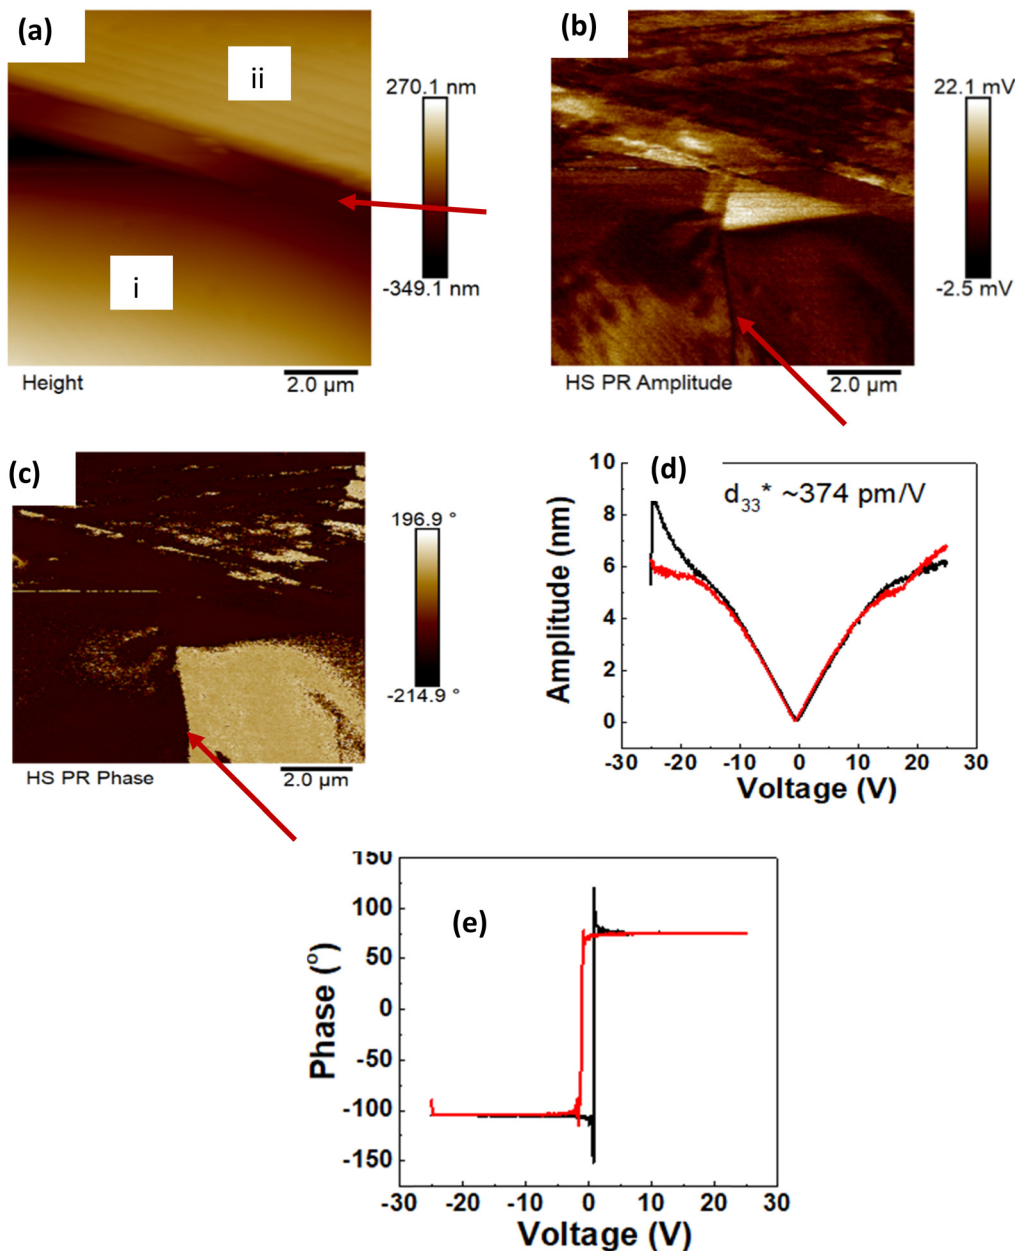 (a)
ii
i
270.1 nm
-349.1 nm
Height
2.0 µm
(b)
22.1 mV
-2.5 mV
HS PR Amplitude
2.0 µm
(c)
196.9 °
-214.9 °
HS PR Phase
2.0 µm
(d)
d33* ~374 pm/V
Amplitude (nm)
10
8
6
4
2
0
-30 -20 -10 0 10 20 30
Voltage (V)
(e)
Phase (°)
150
100
50
0
-50
-100
-150
-30 -20 -10 0 10 20 30
Voltage (V)